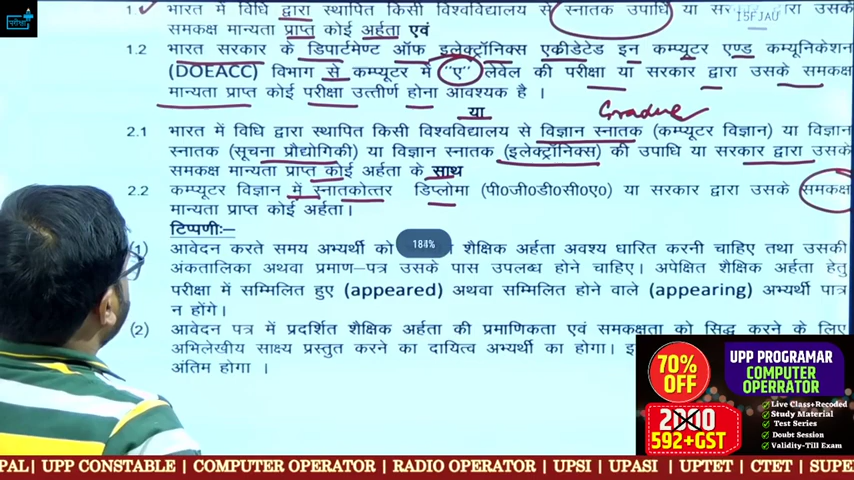 परीक्षा
1. भारत में विधि द्वारा स्थापित किसी विश्वविद्यालय से स्नातक उपाधि या सरकार द्वारा उसके
I5FJAU
समकक्ष मान्यता प्राप्त कोई अर्हता एवं
1.2 भारत सरकार के डिपार्टमेण्ट ऑफ इलेक्ट्रॉनिक्स एक्रीडेटेड इन कम्प्यूटर एण्ड कम्यूनिकेशन
(DOEACC) विभाग से कम्प्यूटर में "ए" लेवेल की परीक्षा या सरकार द्वारा उसके समकक्ष
मान्यता प्राप्त कोई परीक्षा उत्तीर्ण होना आवश्यक है ।
या
2.1 भारत में विधि द्वारा स्थापित किसी विश्वविद्यालय से विज्ञान स्नातक (कम्प्यूटर विज्ञान) या विज्ञान
स्नातक (सूचना प्रौद्योगिकी) या विज्ञान स्नातक (इलेक्ट्रॉनिक्स) की उपाधि या सरकार द्वारा उसके
समकक्ष मान्यता प्राप्त कोई अर्हता के साथ
2.2 कम्प्यूटर विज्ञान में स्नातकोत्तर डिप्लोमा (पी0जी0डी0सी0ए0) या सरकार द्वारा उसके समकक्ष
मान्यता प्राप्त कोई अर्हता।
टिप्पणीः–
(1) आवेदन करते समय अभ्यर्थी को शैक्षिक अर्हता अवश्य धारित करनी चाहिए तथा उसकी
184%
अंकतालिका अथवा प्रमाण–पत्र उसके पास उपलब्ध होने चाहिए। अपेक्षित शैक्षिक अर्हता हेतु
परीक्षा में सम्मिलित हुए (appeared) अथवा सम्मिलित होने वाले (appearing) अभ्यर्थी पात्र
न होंगे।
(2) आवेदन पत्र में प्रदर्शित शैक्षिक अर्हता की प्रमाणिकता एवं समकक्षता को सिद्ध करने के लिए
अभिलेखीय साक्ष्य प्रस्तुत करने का दायित्व अभ्यर्थी का होगा।
अंतिम होगा ।
70%
OFF
2000
592+GST
UPP PROGRAMAR
COMPUTER
OPERRATOR
Live Class+Recoded
Study Material
Test Series
Doubt Session
Validity-Till Exam
PAL| UPP CONSTABLE | COMPUTER OPERATOR | RADIO OPERATOR | UPSI | UPASI | UPTET | CTET | SUPE